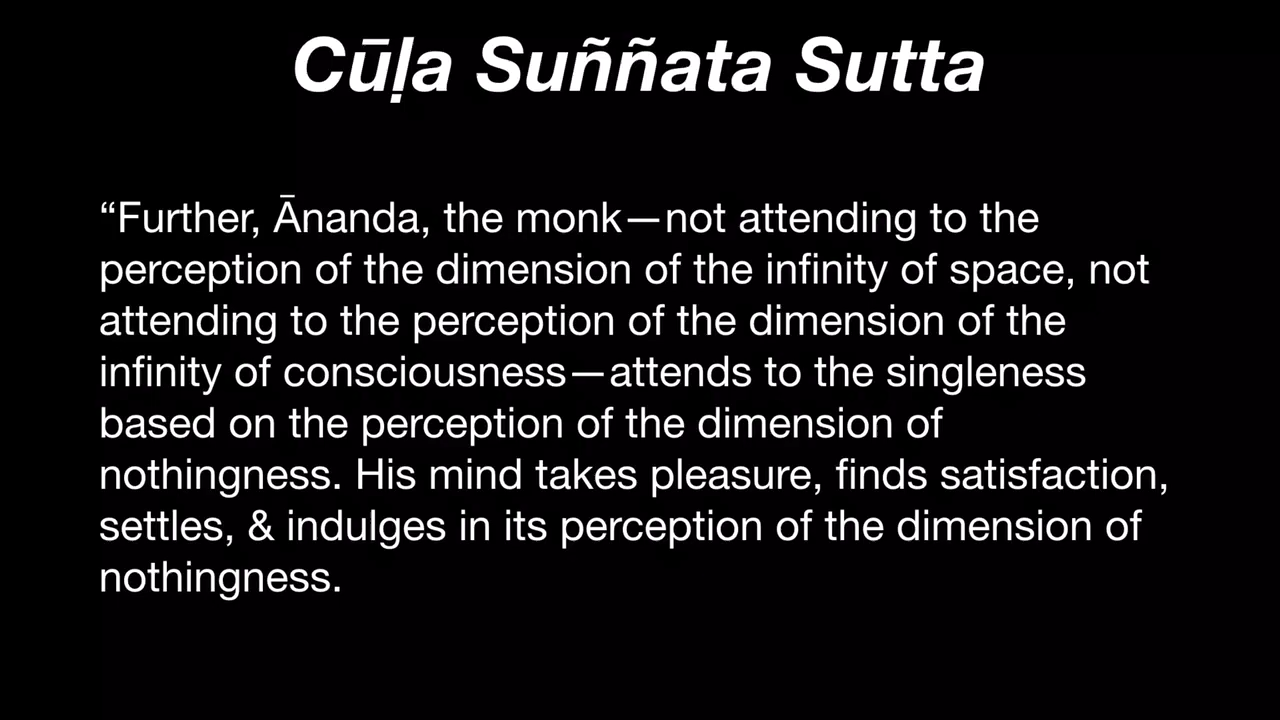 Cūḷa Suññata Sutta
“Further, Ānanda, the monk—not attending to the
perception of the dimension of the infinity of space, not
attending to the perception of the dimension of the
infinity of consciousness—attends to the singleness
based on the perception of the dimension of
nothingness. His mind takes pleasure, finds satisfaction,
settles, & indulges in its perception of the dimension of
nothingness.